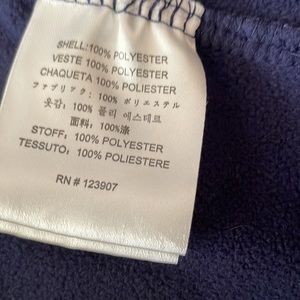 SHELL:100% POLYESTER
VESTE 100% POLYESTER
CHAQUETA 100% POLIESTER
ファブリック: 100% ポリエステル
옷감: 100% 폴리 에스테르
面料: 100%涤
STOFF: 100% POLYESTER
TESSUTO: 100% POLIESTERE
RN # 123907